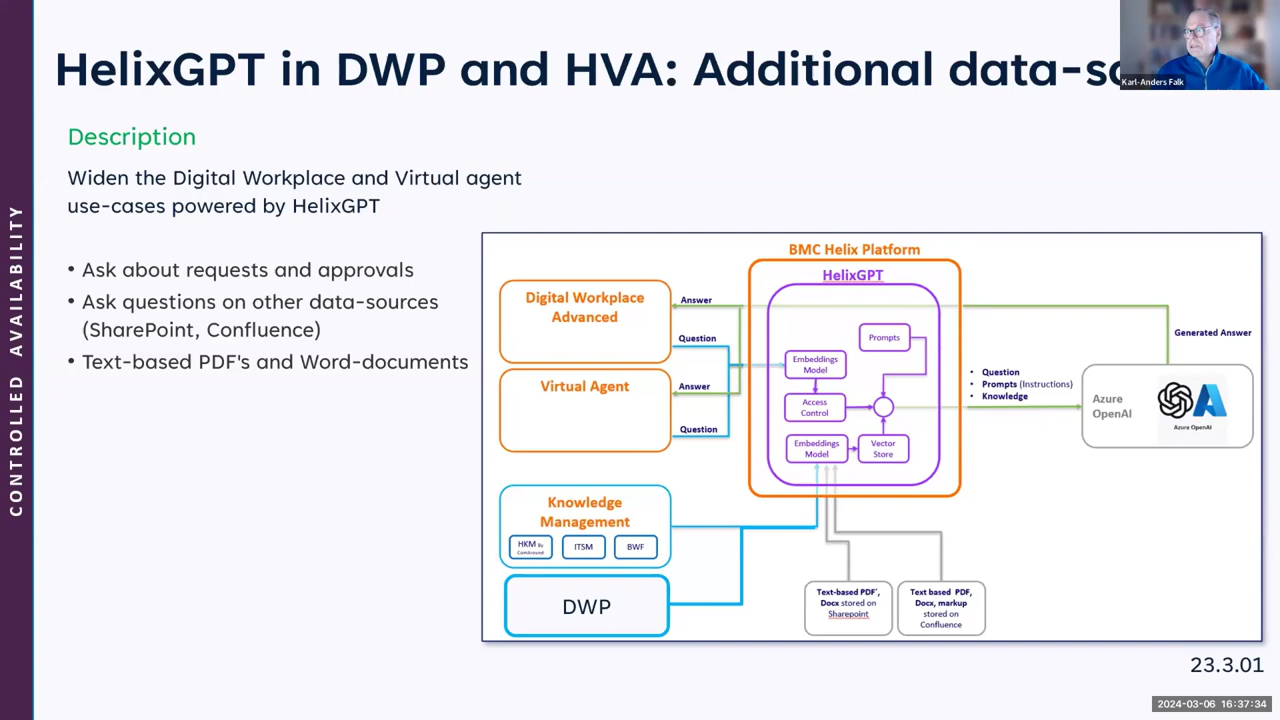 HelixGPT in DWP and HVA: Additional data-so
Karl-Anders Falk
CONTROLLED AVAILABILITY
Description
Widen the Digital Workplace and Virtual agent
use-cases powered by HelixGPT
• Ask about requests and approvals
• Ask questions on other data-sources
(SharePoint, Confluence)
• Text-based PDF's and Word-documents
BMC Helix Platform
HelixGPT
Digital Workplace
Advanced
Answer
Question
Virtual Agent
Answer
Question
Prompts
Embeddings
Model
Access
Control
Embeddings
Model
Vector
Store
• Question
• Prompts (Instructions)
• Knowledge
Generated Answer
Azure
OpenAI
Azure OpenAI
Knowledge
Management
HKM By
ComAround
ITSM
BWF
DWP
Text-based PDF´,
Docx stored on
Sharepoint
Text based PDF,
Docx, markup
stored on
Confluence
23.3.01
2024-03-06 16:37:34